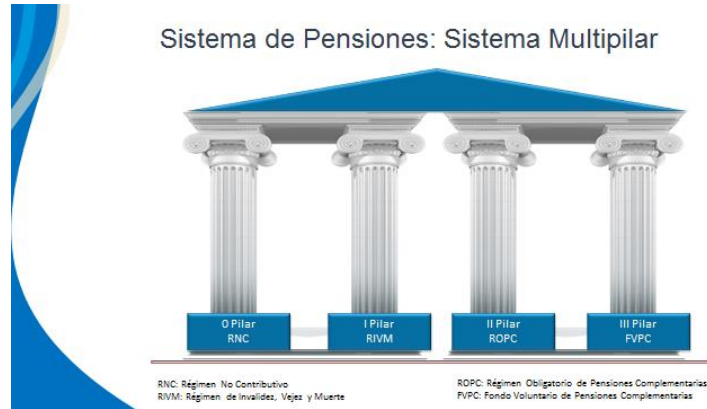 Sistema de Pensiones: Sistema Multipilar
0 Pilar
RNC
I Pilar
RIVM
II Pilar
ROPC
III Pilar
FVPC
RNC: Régimen No Contributivo
RIVM: Régimen de Invalidez, Vejez y Muerte
ROPC: Régimen Obligatorio de Pensiones Complementarias
FVPC: Fondo Voluntario de Pensiones Complementarias